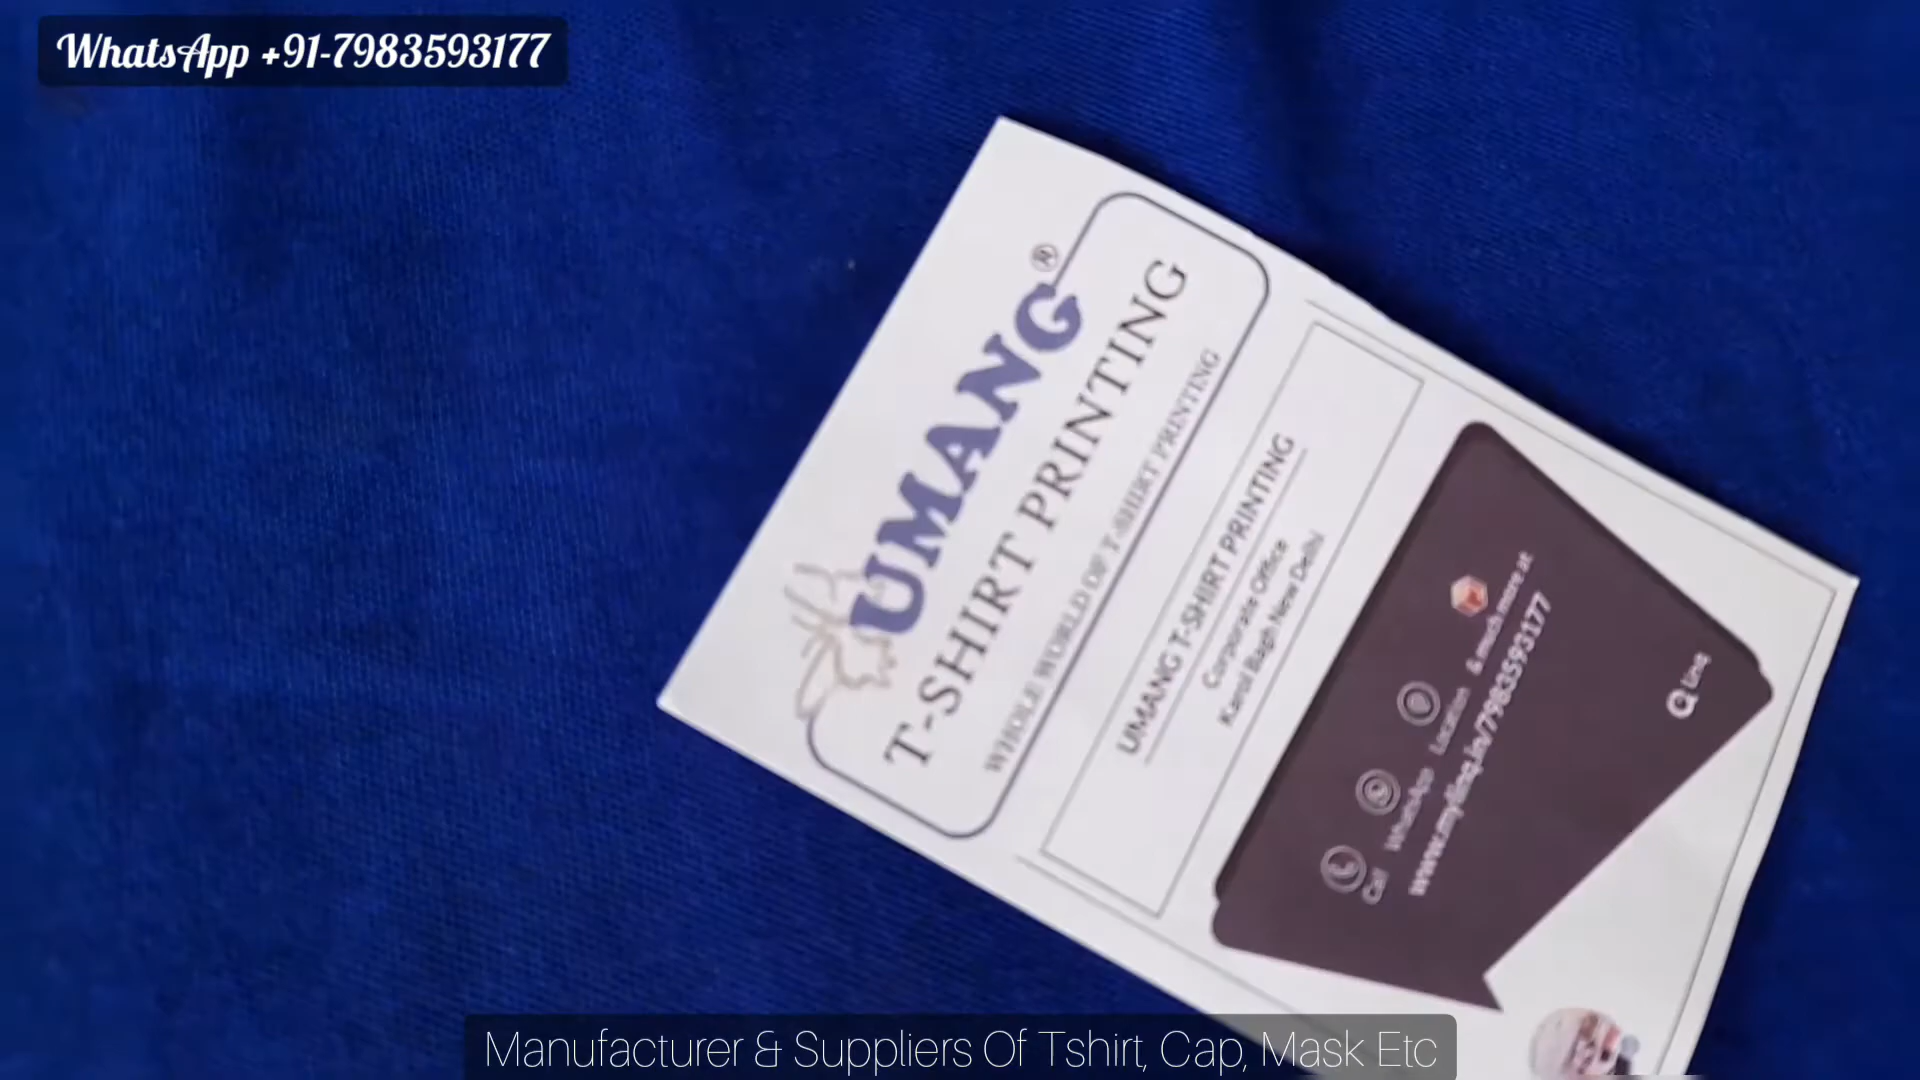 WhatsApp +91-7983593177
UMANG®
T-SHIRT PRINTING
WHOLE WORLD OF T-SHIRT PRINTING
UMANG T-SHIRT PRINTING
Corporate Office
Karol Bagh New Delhi
Call WhatsApp Location & much more at
www.mylinq.in/7983593177
Linq
Manufacturer & Suppliers Of Tshirt, Cap, Mask Etc